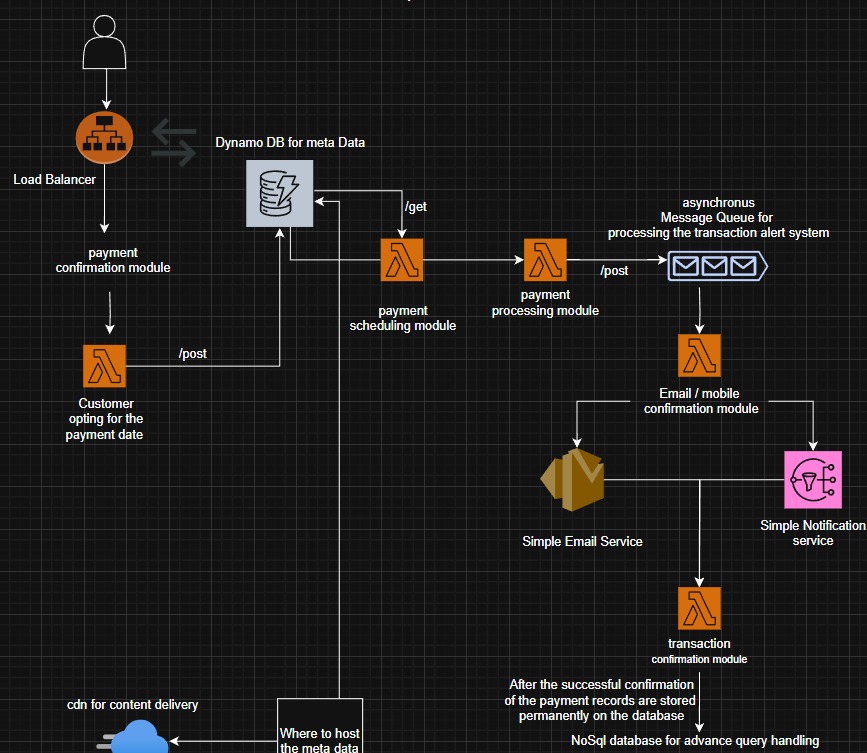 Load Balancer
Dynamo DB for meta Data
payment
confirmation module
/post
Customer
opting for the
payment date
/get
payment
scheduling module
payment
processing module
/post
asynchronus
Message Queue for
processing the transaction alert system
Email / mobile
confirmation module
Simple Email Service
Simple Notification
service
transaction
confirmation module
After the successful confirmation
of the payment records are stored
permanently on the database
NoSql database for advance query handling
cdn for content delivery
Where to host
the meta data